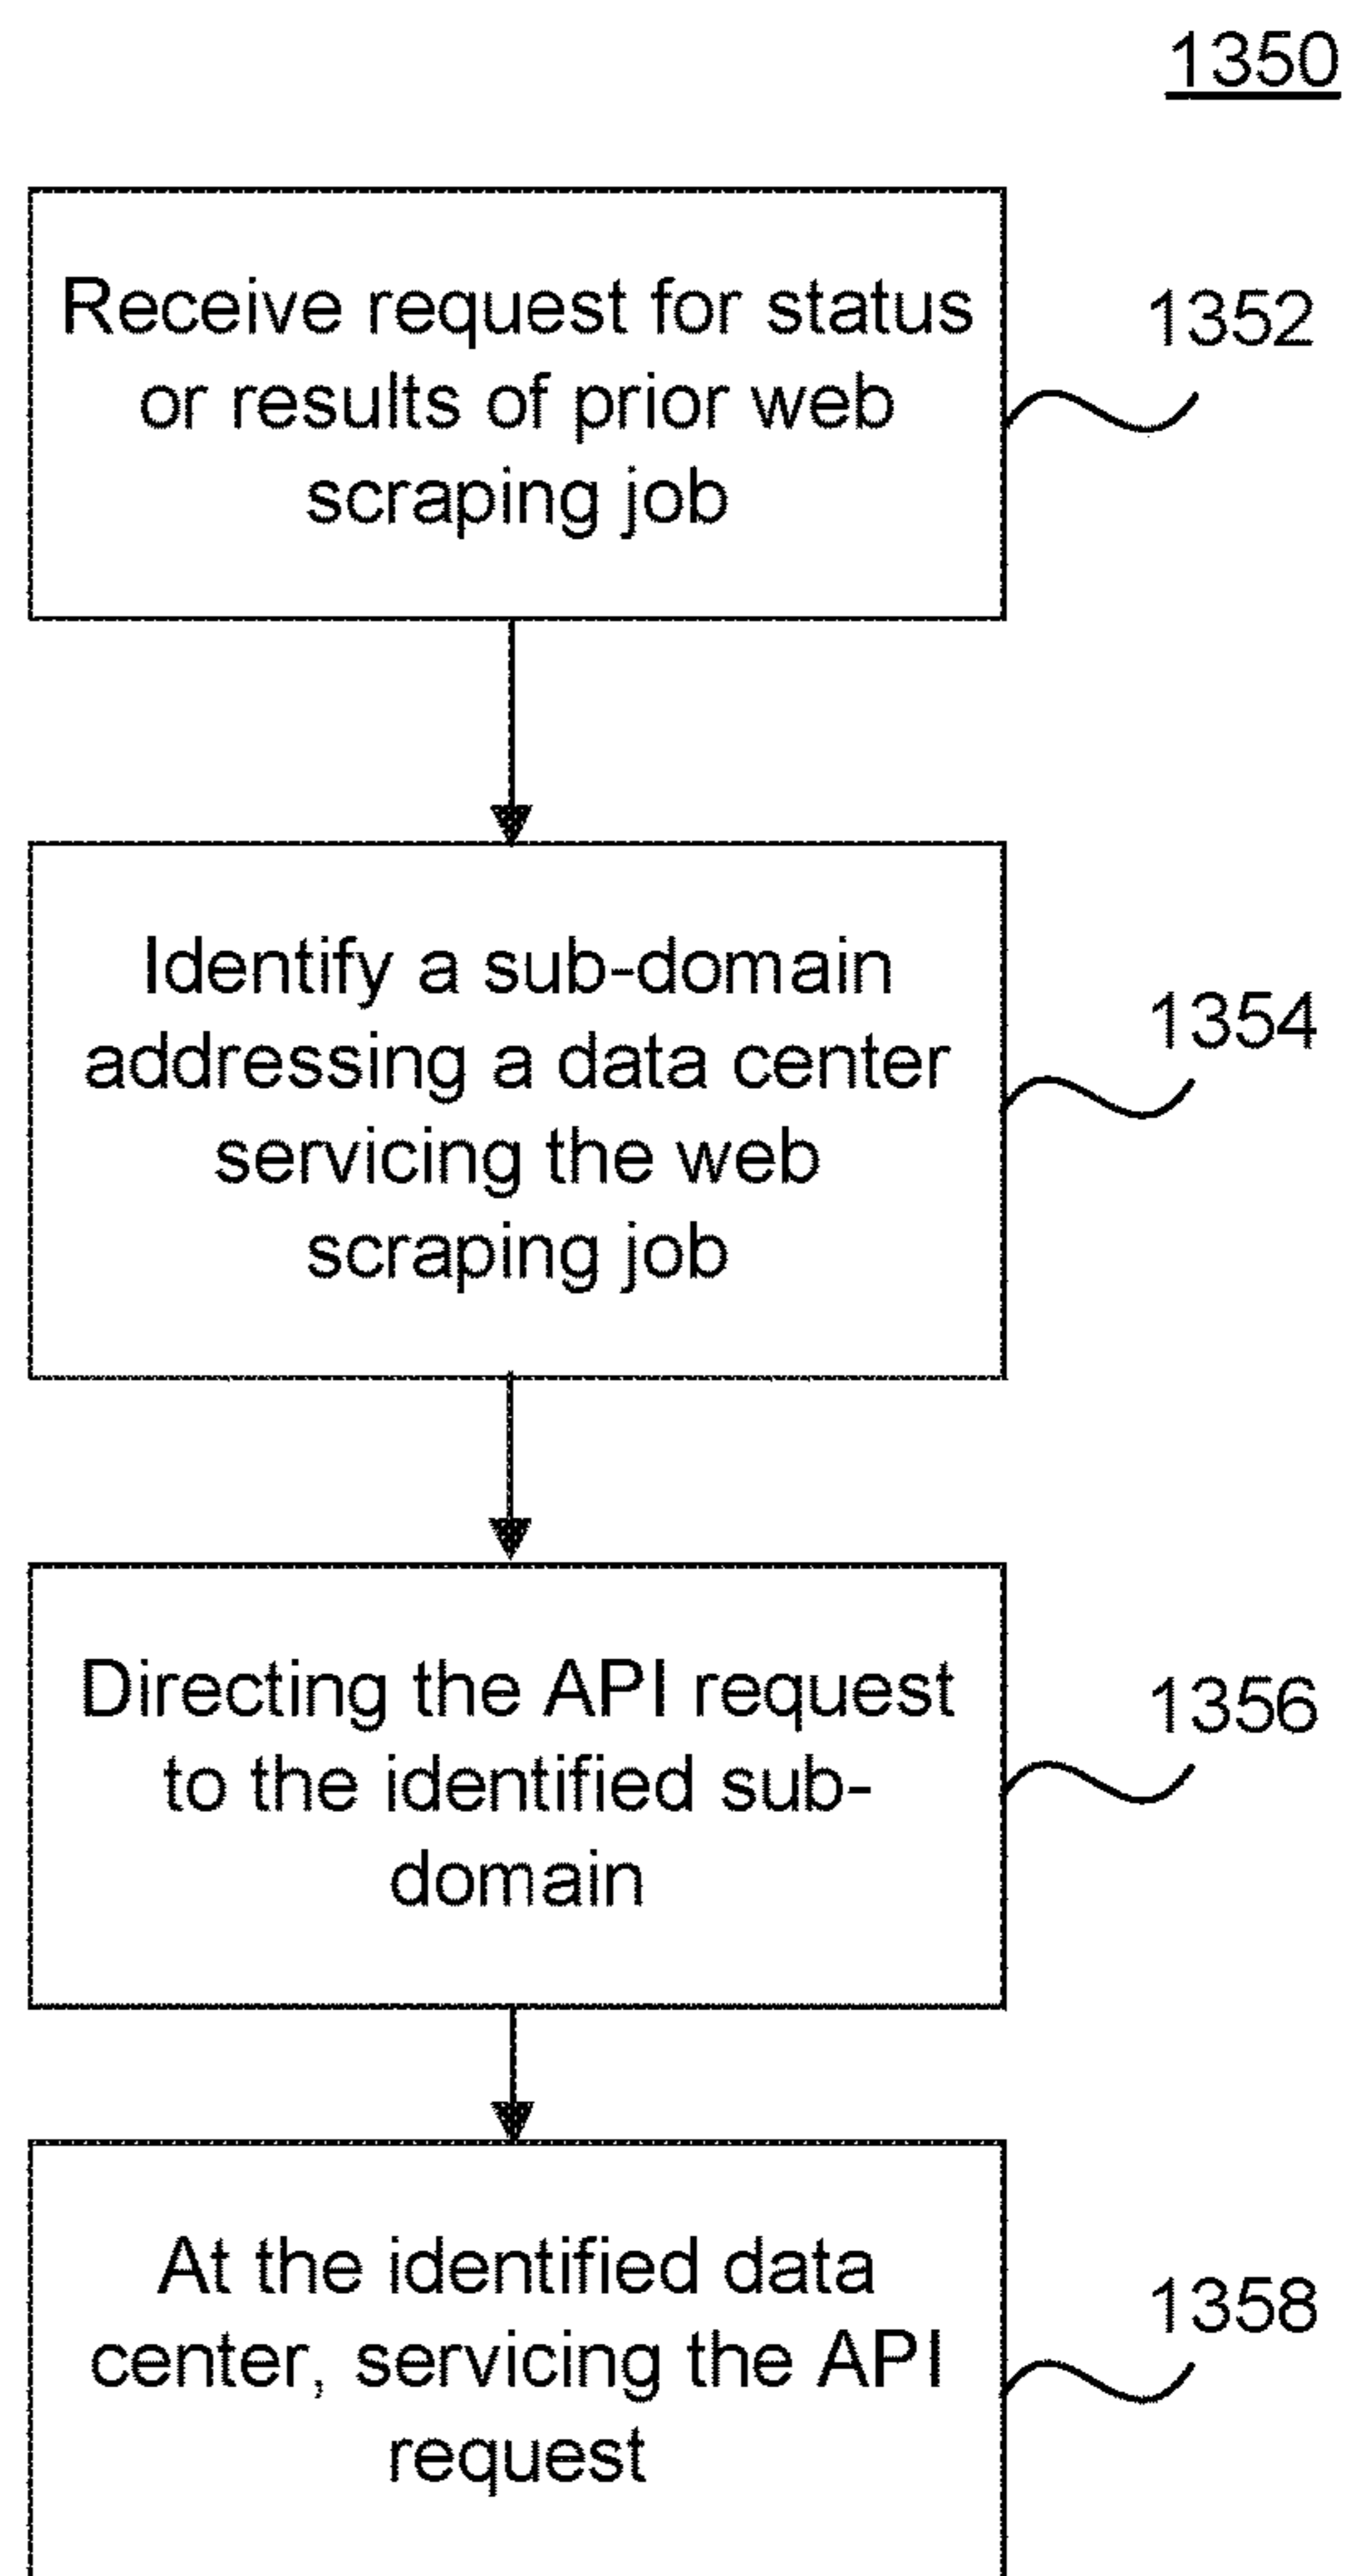 1350
Receive request for status
or results of prior web
scraping job
1352
Identify a sub-domain
addressing a data center
servicing the web
scraping job
1354
Directing the API request
to the identified sub-
domain
1356
At the identified data
center, servicing the API
request
1358